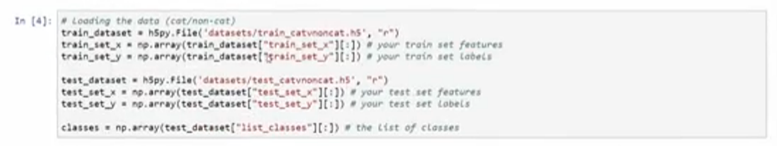 In [4]:
# Loading the data (cat/non-cat)
train_dataset = h5py.File('datasets/train_catvnoncat.h5', "r")
train_set_x = np.array(train_dataset["train_set_x"][:]) # your train set features
train_set_y = np.array(train_dataset["train_set_y"][:]) # your train set labels
test_dataset = h5py.File('datasets/test_catvnoncat.h5', "r")
test_set_x = np.array(test_dataset["test_set_x"][:]) # your test set features
test_set_y = np.array(test_dataset["test_set_y"][:]) # your test set labels
classes = np.array(test_dataset["list_classes"][:]) # the list of classes